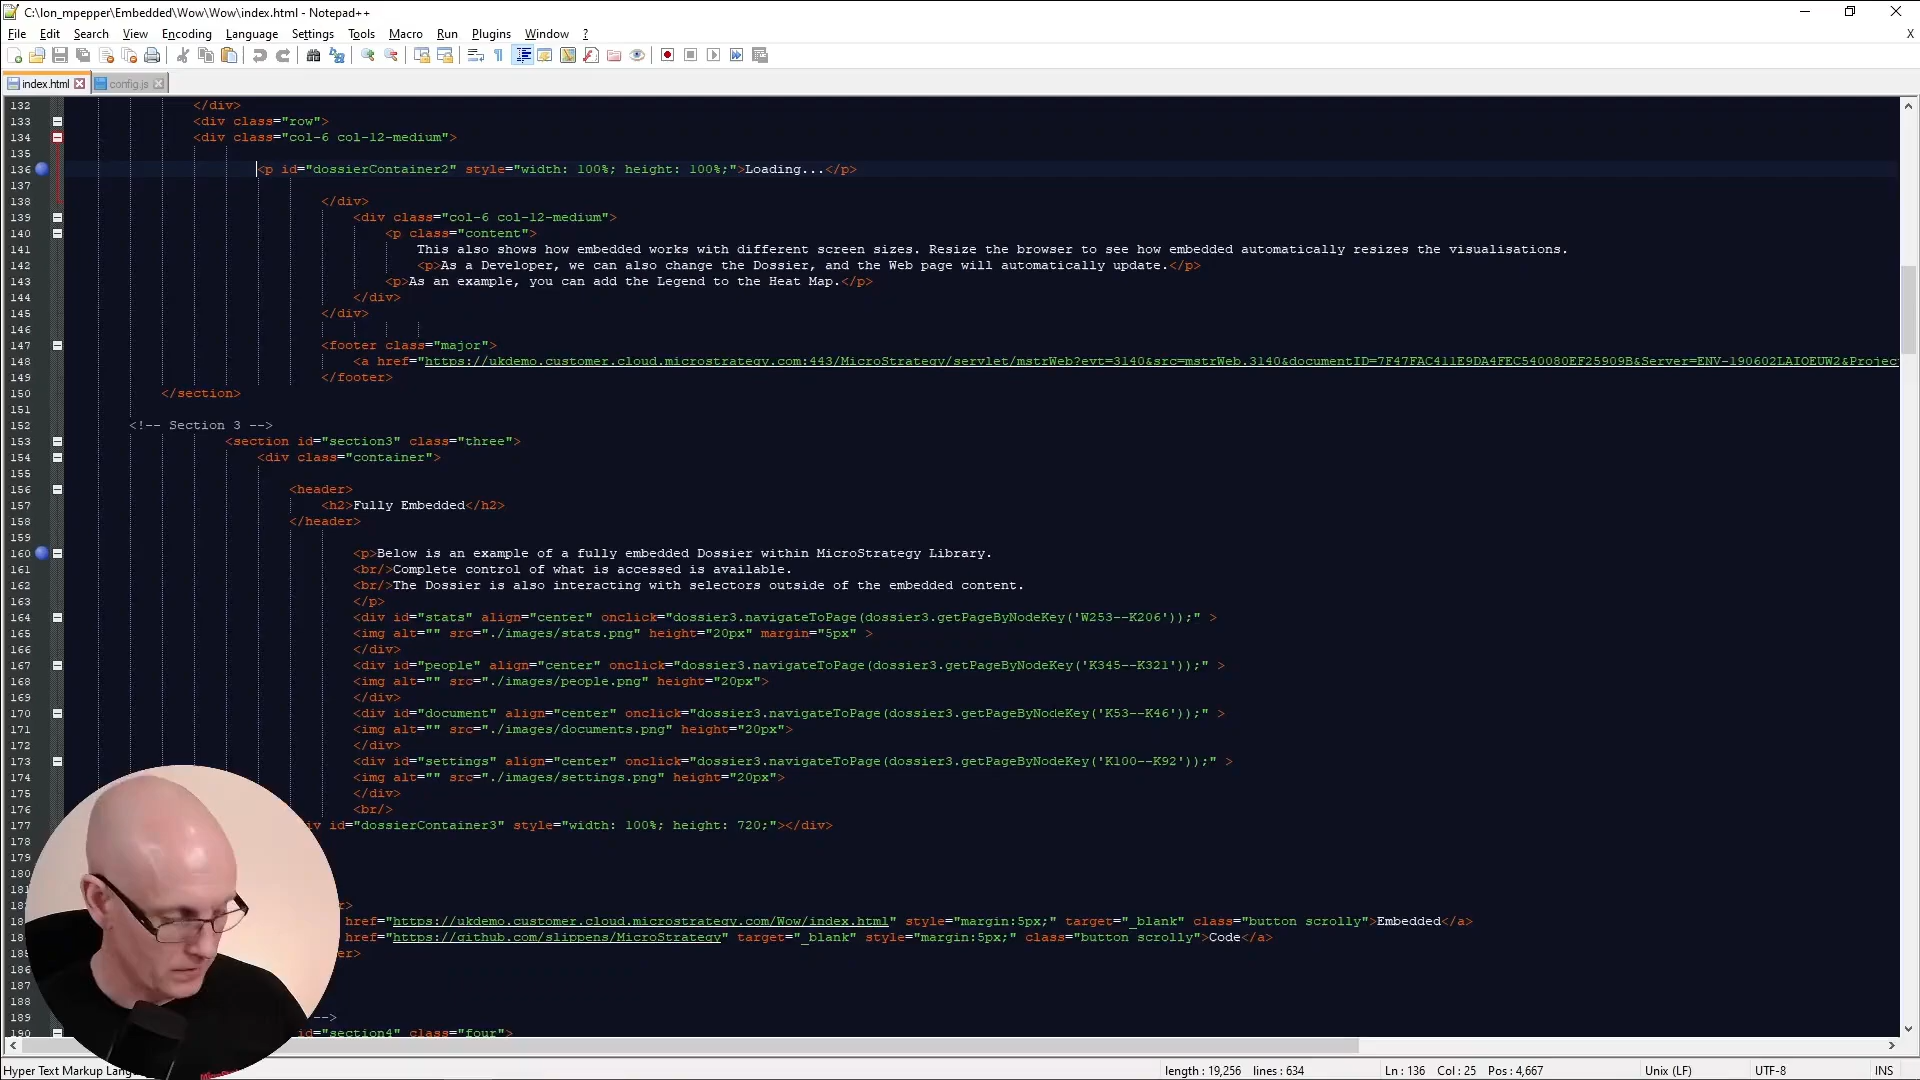 C:\lon_mpepper\Embedded\Wow\Wow\index.html - Notepad++
File Edit Search View Encoding Language Settings Tools Macro Run Plugins Window ? X
index.html config.js
132 </div>
133 <div class="row">
134 <div class="col-6 col-12-medium">
135
136 <p id="dossierContainer2" style="width: 100%; height: 100%;">Loading...</p>
137
138 </div>
139 <div class="col-6 col-12-medium">
140 <p class="content">
141 This also shows how embedded works with different screen sizes. Resize the browser to see how embedded automatically resizes the visualisations.
142 <p>As a Developer, we can also change the Dossier, and the Web page will automatically update.</p>
143 <p>As an example, you can add the Legend to the Heat Map.</p>
144 </div>
145 </div>
146
147 <footer class="major">
148 <a href="https://ukdemo.customer.cloud.microstrategy.com:443/MicroStrategy/servlet/mstrWeb?evt=3140&src=mstrWeb.3140&documentID=7F47FAC411E9DA4FEC540080EF25909B&Server=ENV-190602LAIOEUW2&Projec
149 </footer>
150 </section>
151
152 <!-- Section 3 -->
153 <section id="section3" class="three">
154 <div class="container">
155
156 <header>
157 <h2>Fully Embedded</h2>
158 </header>
159
160 <p>Below is an example of a fully embedded Dossier within MicroStrategy Library.
161 <br/>Complete control of what is accessed is available.
162 <br/>The Dossier is also interacting with selectors outside of the embedded content.
163 </p>
164 <div id="stats" align="center" onclick="dossier3.navigateToPage(dossier3.getPageByNodeKey('W253--K206'));" >
165 <img alt="" src="./images/stats.png" height="20px" margin="5px" >
166 </div>
167 <div id="people" align="center" onclick="dossier3.navigateToPage(dossier3.getPageByNodeKey('K345--K321'));" >
168 <img alt="" src="./images/people.png" height="20px">
169 </div>
170 <div id="document" align="center" onclick="dossier3.navigateToPage(dossier3.getPageByNodeKey('K53--K46'));" >
171 <img alt="" src="./images/documents.png" height="20px">
172 </div>
173 <div id="settings" align="center" onclick="dossier3.navigateToPage(dossier3.getPageByNodeKey('K100--K92'));" >
174 <img alt="" src="./images/settings.png" height="20px">
175 </div>
176 <br/>
177 id="dossierContainer3" style="width: 100%; height: 720;"></div>
178
179
180
href="https://ukdemo.customer.cloud.microstrategy.com/Wow/index.html" style="margin:5px;" target="_blank" class="button scrolly">Embedded</a>
href="https://github.com/slippens/MicroStrategy" target="_blank" style="margin:5px;" class="button scrolly">Code</a>
185 er>
186
187
188
189 -->
190 id="section4" class="four">
Hyper Text Markup length : 19,256 lines : 634 Ln : 136 Col : 25 Pos : 4,667 Unix (LF) UTF-8 INS